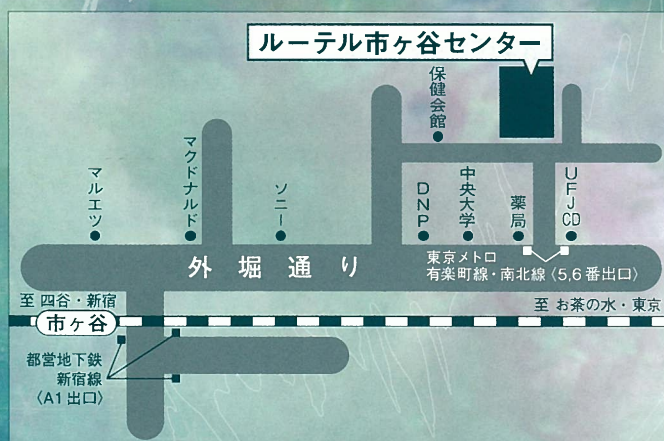 ルーテル市ヶ谷センター
保健会館
マクドナルド
マルエツ
ソニー
DNP
中央大学
薬局
UFJCD
外堀通り
東京メトロ
有楽町線・南北線〈5,6番出口〉
至 四谷・新宿
至 お茶の水・東京
市ヶ谷
都営地下鉄
新宿線
〈A1出口〉